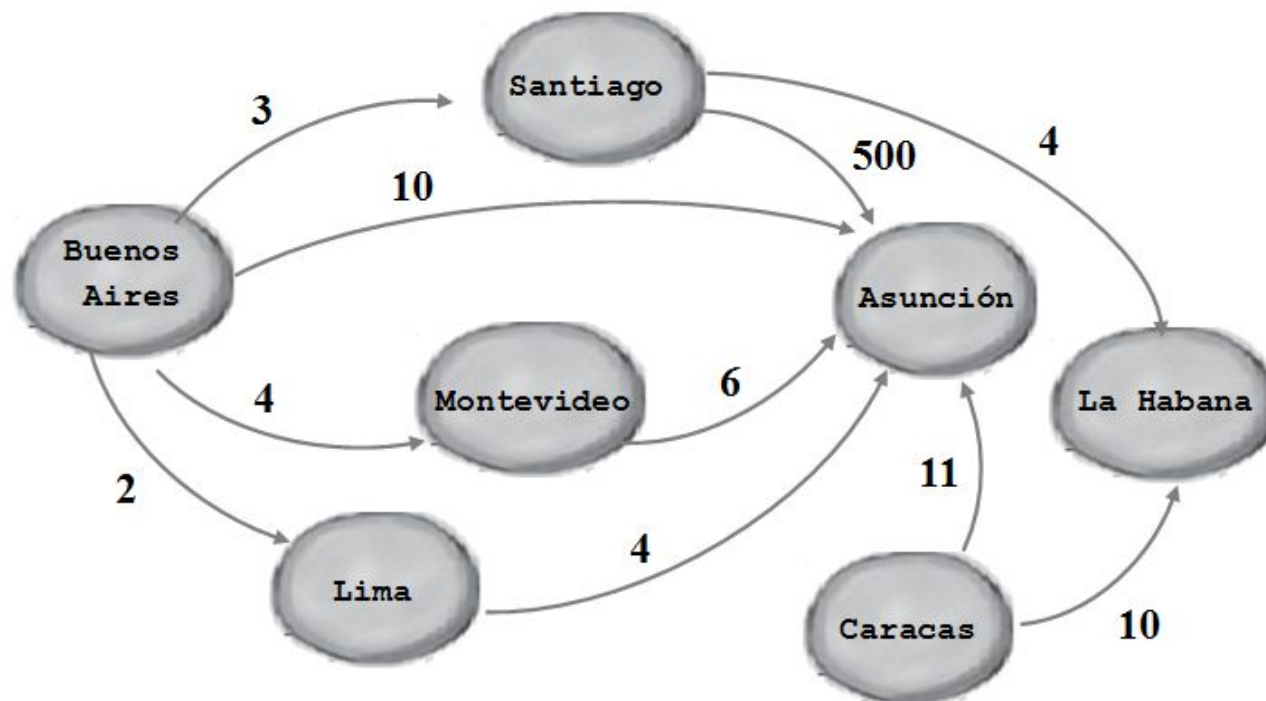 Santiago
3
4
500
10
Buenos
Aires
Asunción
Montevideo
6
La Habana
4
11
2
4
Lima
Caracas
10